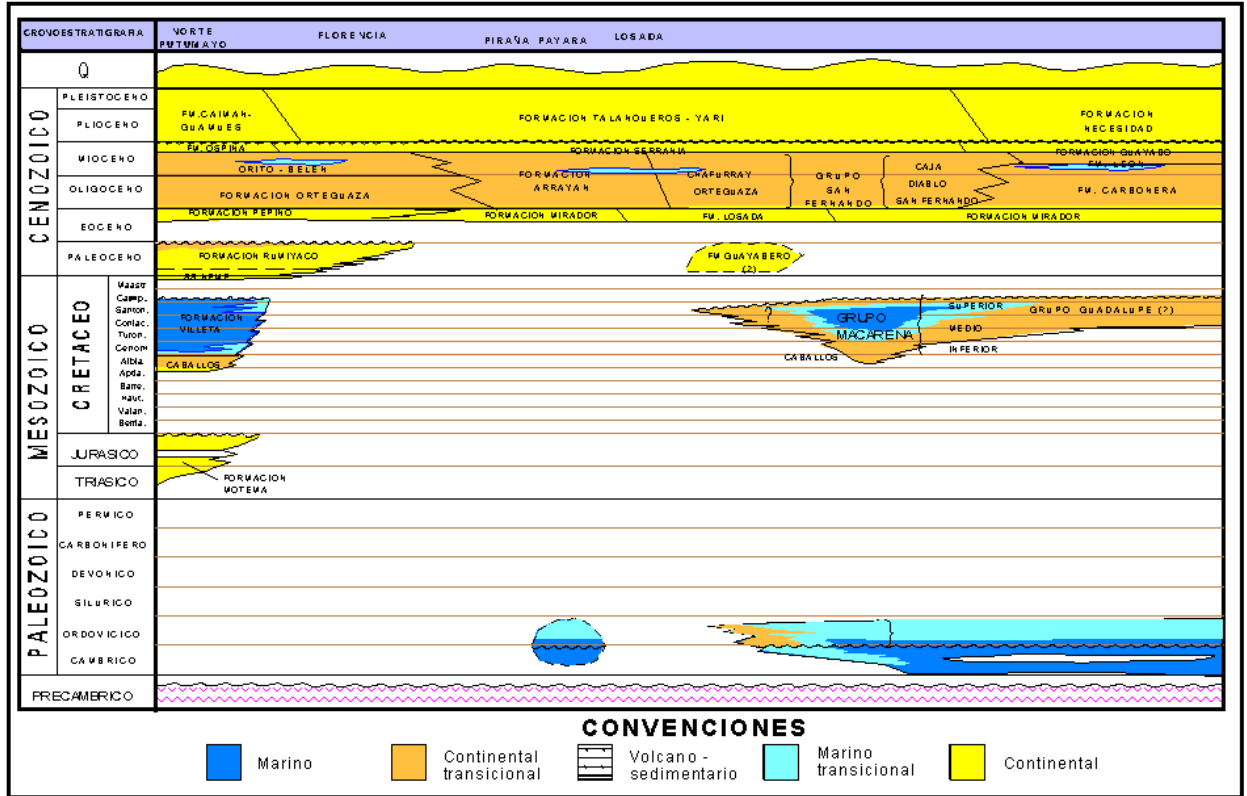 CRONOESTRATIGRAFIA
NORTE PUTUMAYO
FLORENCIA
PIRAÑA PAYARA
LOSADA
Q
CENOZOICO
PLEISTOCENO
PLIOCENO
MIOCENO
OLIGOCENO
EOCENO
PALEOCENO
FM.CAIMAN-
GUAMUES
FORMACION TALANQUEROS - YARI
FORMACION
NECESIDAD
FM. OSPINA
FORMACION SERRANIA
FORMACION GUAYABO
FM. LEON
ORITO - BELEN
FORMACION
ARRAYAN
CHAFURRAY
ORTEGUAZA
GRUPO
SAN
FERNANDO
CAJA
DIABLO
SAN FERNANDO
FM. CARBONERA
FORMACION ORTEGUAZA
FORMACION PEPINO
FORMACION MIRADOR
FM. LOSADA
FORMACION MIRADOR
FORMACION RUMIYACO
FM GUAYABERO
(?)
MESOZOICO
CRETACEO
Maast
Camp.
Santon.
Coniac.
Turon.
Cenom
Albia.
Apta.
Barre.
Haut.
Valan.
Berria.
JURASICO
TRIASICO
FORMACION
VILLETA
CABALLOS
?
GRUPO
MACARENA
CABALLOS
SUPERIOR
MEDIO
INFERIOR
GRUPO GUADALUPE (?)
FORMACION
MOTEMA
PALEOZOICO
PERMICO
CARBONIFERO
DEVONICO
SILURICO
ORDOVICICO
CAMBRICO
PRECAMBRICO
CONVENCIONES
Marino
Continental
transicional
Volcano -
sedimentario
Marino
transicional
Continental